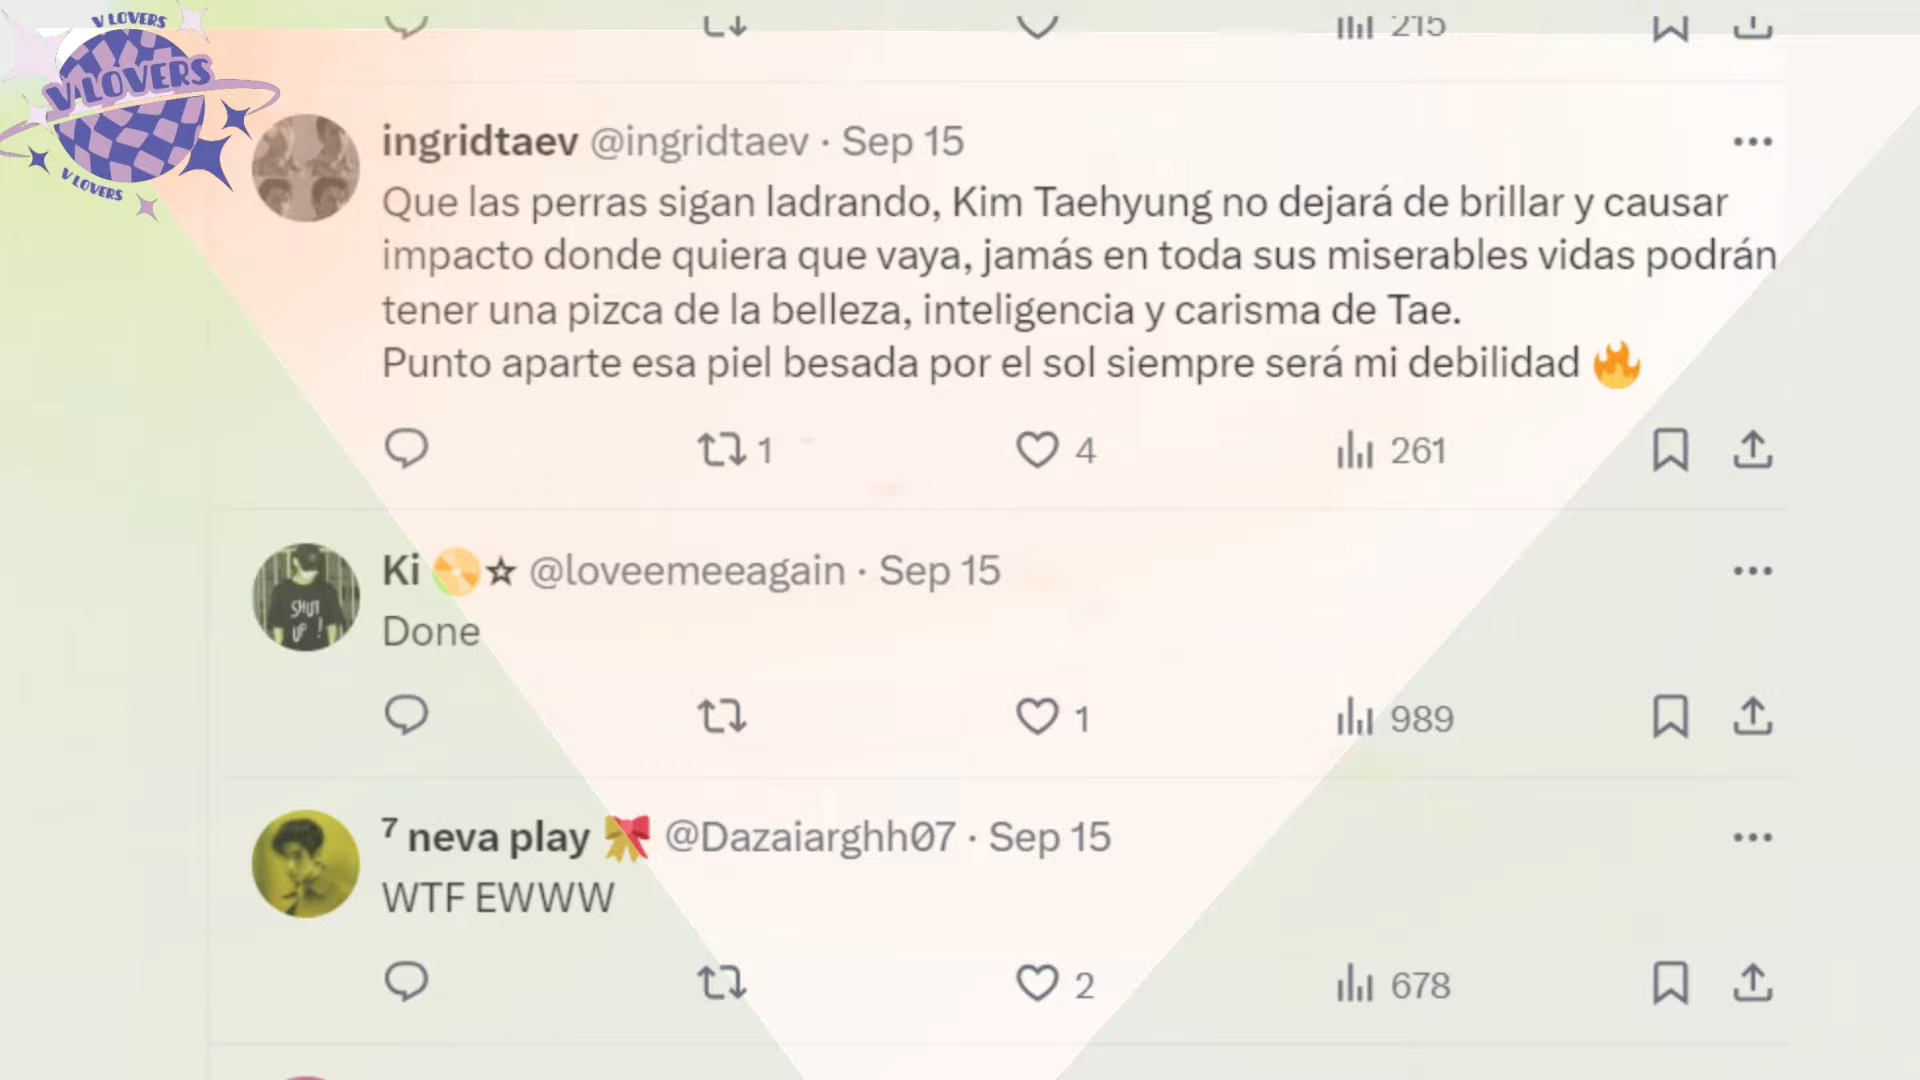 V LOVERS
V LOVERS
V LOVERS
215
ingridtaev @ingridtaev · Sep 15
Que las perras sigan ladrando, Kim Taehyung no dejará de brillar y causar
impacto donde quiera que vaya, jamás en toda sus miserables vidas podrán
tener una pizca de la belleza, inteligencia y carisma de Tae.
Punto aparte esa piel besada por el sol siempre será mi debilidad 🔥
1 4 261
Ki 📀☆ @loveemeeagain · Sep 15
SHUT
UP !
Done
1 989
⁷ neva play 🎀 @Dazaiarghh07 · Sep 15
WTF EWWW
2 678